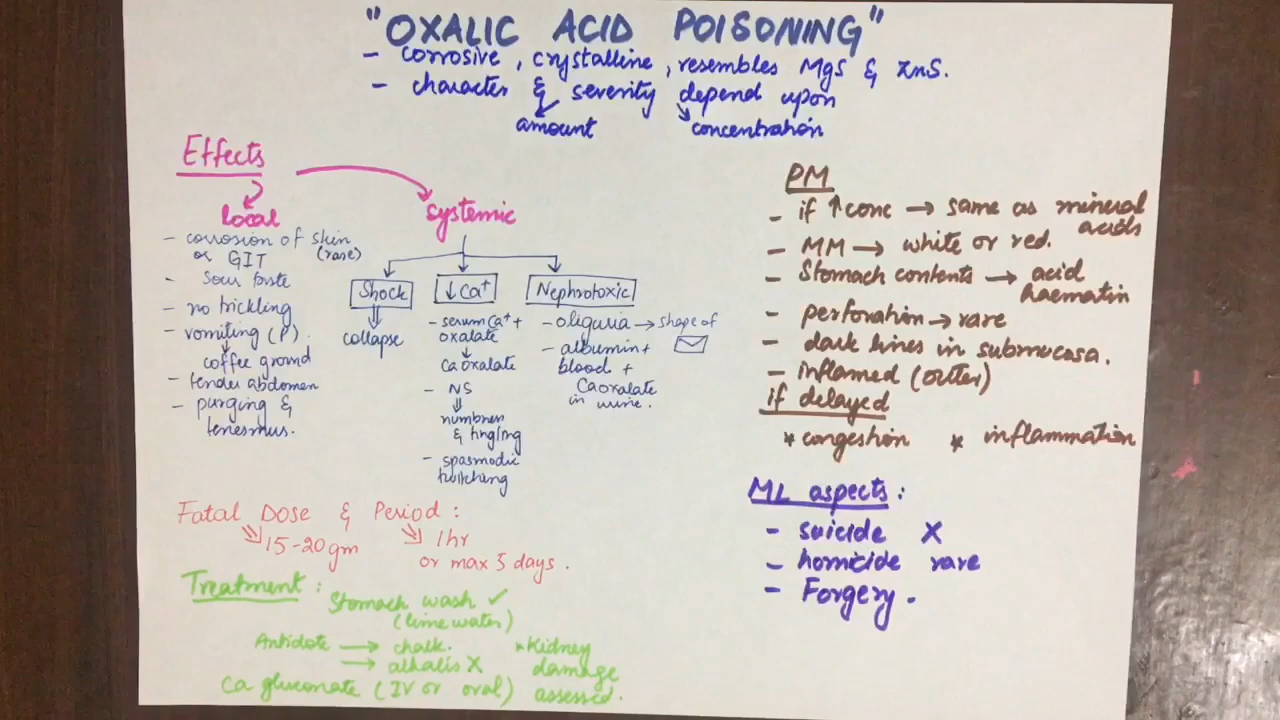 "OXALIC ACID POISONING"
- corrosive, crystalline, resembles MgS & ZnS.
- character & severity depend upon
amount
concentration
Effects
local
- corrosion of skin
or GIT (rare)
- sour taste
- no trickling
- vomiting (P).
coffee ground
- tender abdomen
- purging &
tenesmus.
systemic
Shock
collapse
↓ Ca+
- serum Ca+ +
oxalate
Ca oxalate
- NS
numbness
& tingling
- spasmodic
twitching
Nephrotoxic
- oliguria → shape of
- albumin +
blood +
Ca oxalate
in urine.
Fatal Dose & Period:
15-20 gm
1hr
or max 5 days.
Treatment:
Stomach wash ✓
(lime water)
Antidote → chalk.
→ alkalis X
Ca gluconate (IV or oral)
* Kidney
damage
assessed.
PM
- if ↑ conc → same as mineral
acids
- MM → white or red.
- Stomach contents → acid
haematin
- perforation → rare
- dark lines in submucosa.
- inflamed (outer)
if delayed
* congestion * inflammation
ML aspects:
- suicide X
- homicide rare
- Forgery.